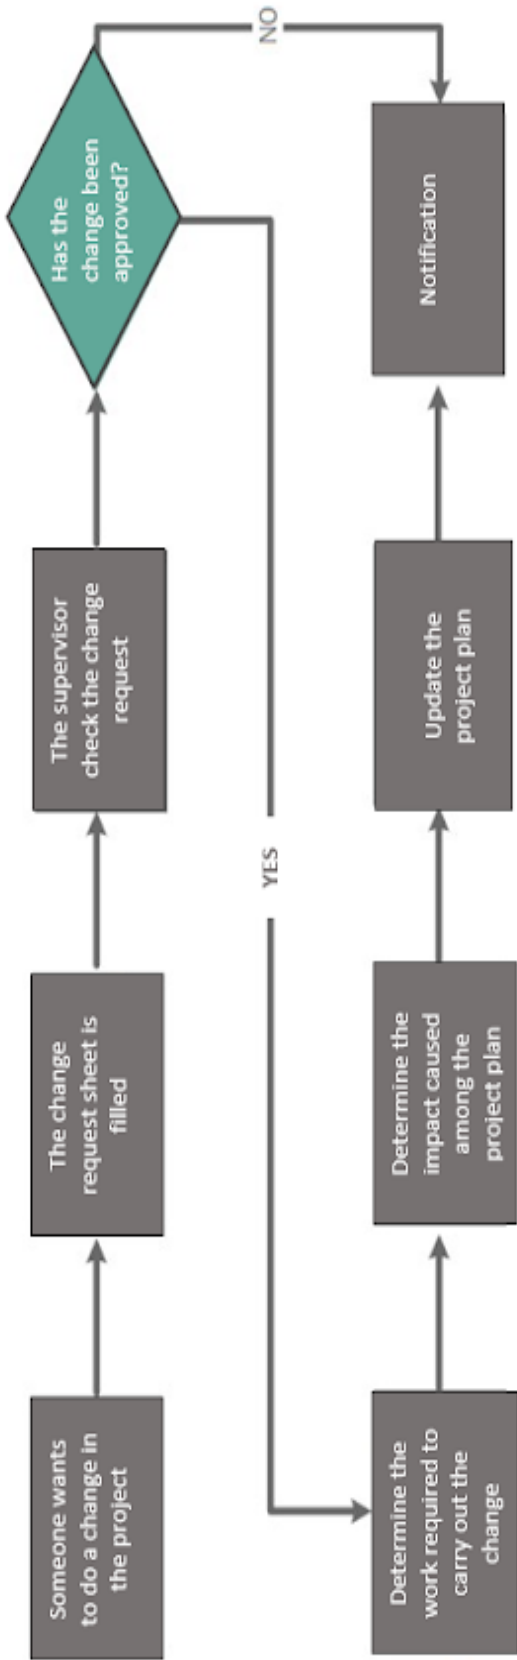 Someone wants
to do a change in
the project
The change
request sheet is
filled
The supervisor
check the change
request
Has the
change been
approved?
NO
YES
Determine the
work required to
carry out the
change
Determine the
impact caused
among the
project plan
Update the
project plan
Notification